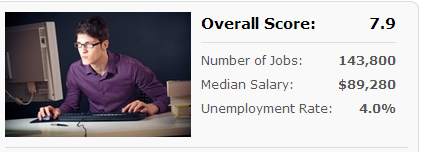 Overall Score: 7.9
Number of Jobs: 143,800
Median Salary: $89,280
Unemployment Rate: 4.0%